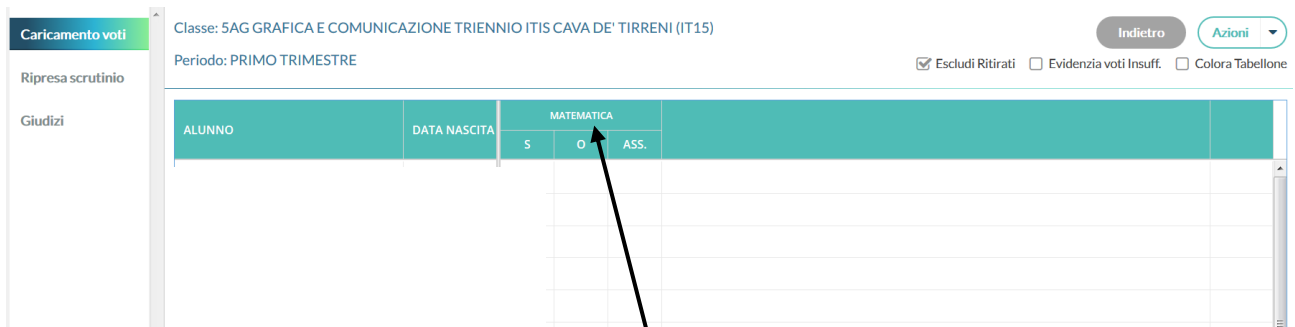 Caricamento voti
Ripresa scrutinio
Giudizi
Classe: 5AG GRAFICA E COMUNICAZIONE TRIENNIO ITIS CAVA DE' TIRRENI (IT15)
Periodo: PRIMO TRIMESTRE
Indietro
Azioni
Escludi Ritirati
Evidenzia voti Insuff.
Colora Tabellone
ALUNNO
DATA NASCITA
MATEMATICA
S
O
ASS.